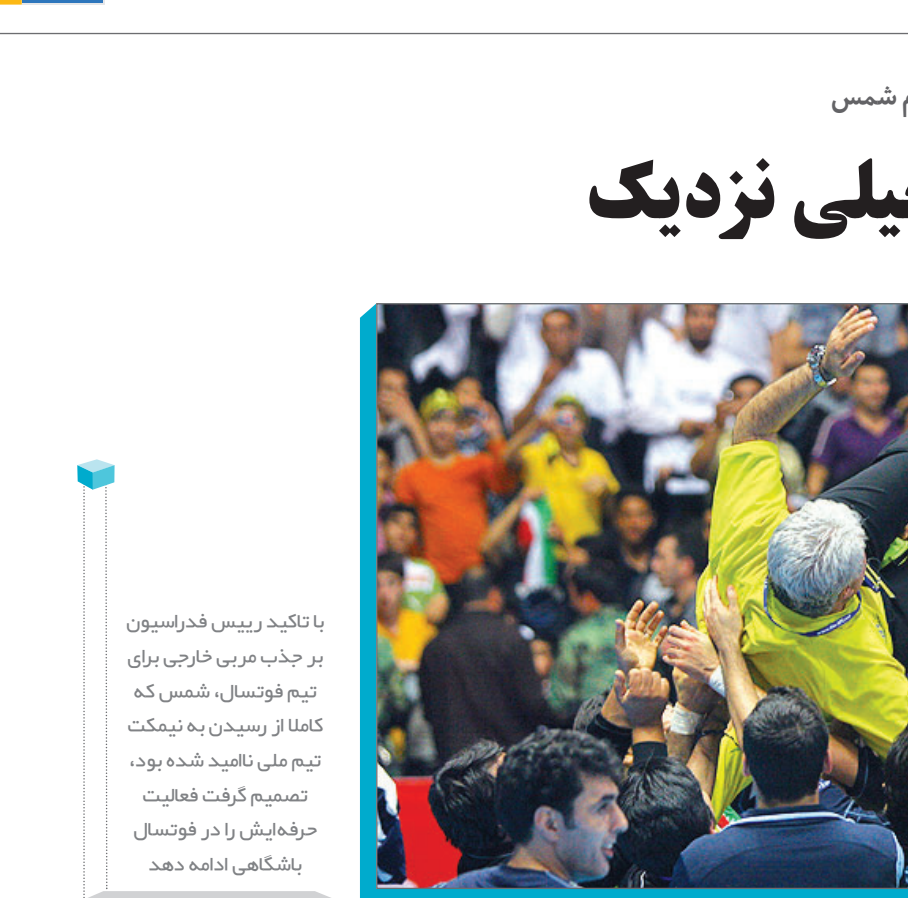 شمس
نزدیک
با تاکید رییس فدراسیون
بر جذب مربی خارجی برای
تیم فوتسال، شمس که
کاملا از رسیدن به نیمکت
تیم ملی ناامید شده بود،
تصمیم گرفت فعالیت
حرفه‌ایش را در فوتسال
باشگاهی ادامه دهد